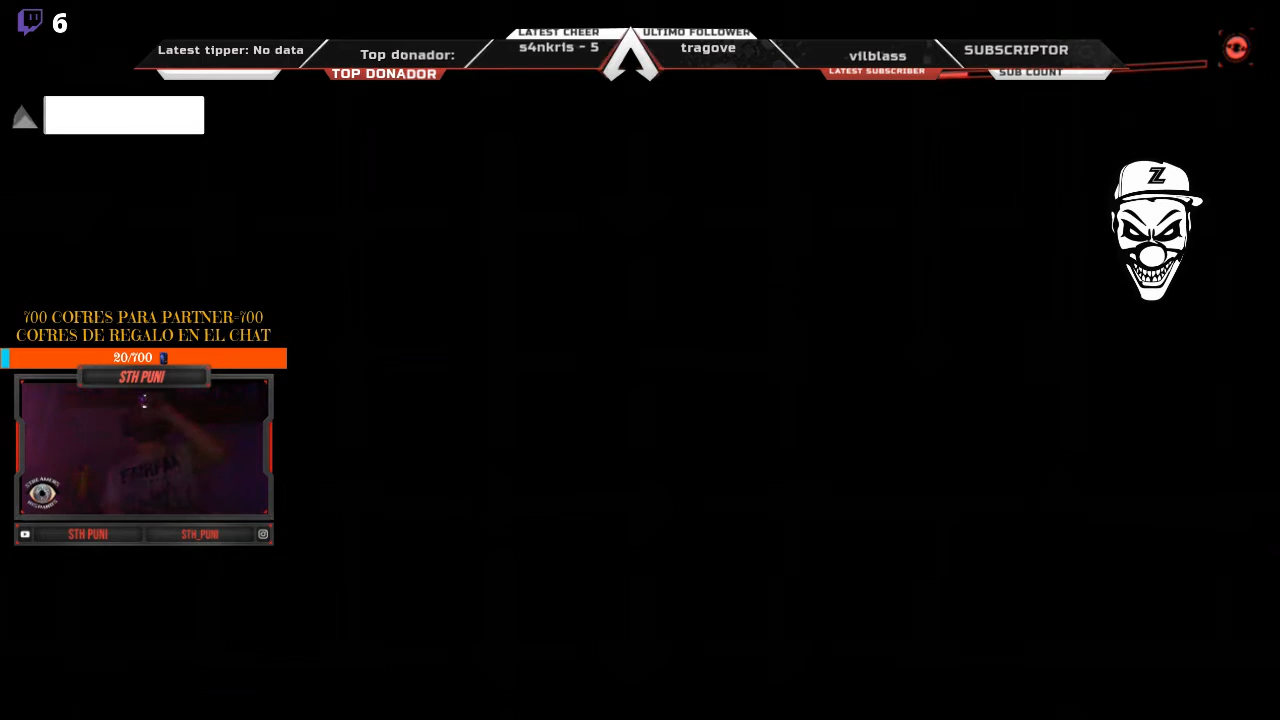 6
Latest tipper: No data
Top donador:
TOP DONADOR
LATEST CHEER
s4nkris - 5
ULTIMO FOLLOWER
tragove
vilblass
LATEST SUBSCRIBER
SUBSCRIPTOR
SUB COUNT
Z
700 COFRES PARA PARTNER=700
COFRES DE REGALO EN EL CHAT
20/700
STH PUNI
FAIRFAX
STREAMERS
STH PUNI
STH_PUNI